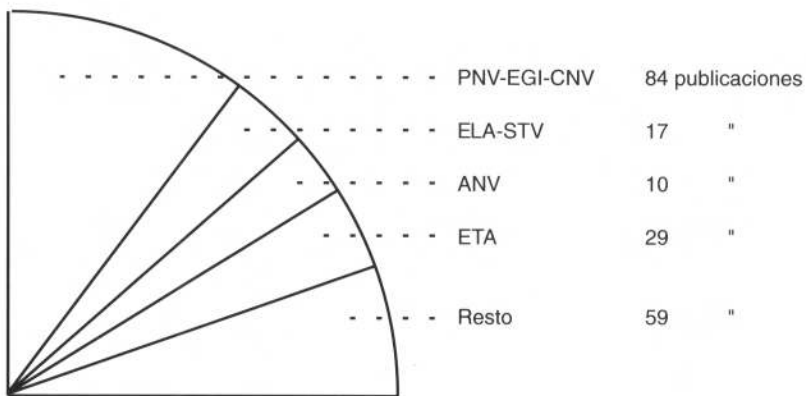 PNV-EGI-CNV 84 publicaciones
ELA-STV 17 "
ANV 10 "
ETA 29 "
Resto 59 "